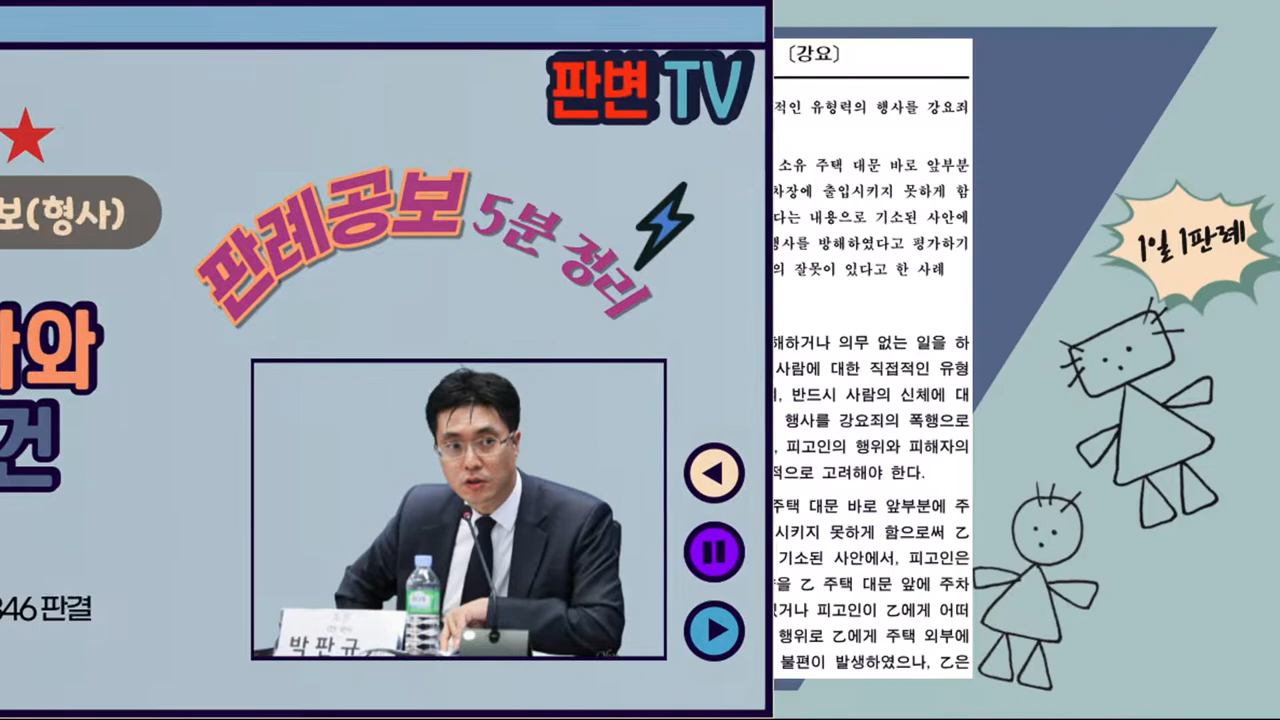 판변 TV
보(형사)
판례공보 5분 정리
와
건
346 판결
박판규
〔강요〕
적인 유형력의 행사를 강요죄
소유 주택 대문 바로 앞부분
차장에 출입시키지 못하게 함
다는 내용으로 기소된 사안에
행사를 방해하였다고 평가하기
의 잘못이 있다고 한 사례
해하거나 의무 없는 일을 하
사람에 대한 직접적인 유형
, 반드시 사람의 신체에 대
행사를 강요죄의 폭행으로
, 피고인의 행위와 피해자의
적으로 고려해야 한다.
주택 대문 바로 앞부분에 주
시키지 못하게 함으로써 乙
기소된 사안에서, 피고인은
을 乙 주택 대문 앞에 주차
있거나 피고인이 乙에게 어떠
행위로 乙에게 주택 외부에
불편이 발생하였으나, 乙은
1일 1판례